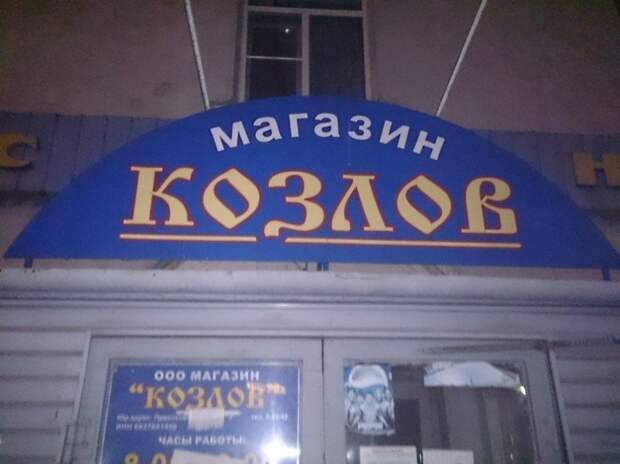 магазин
КОЗЛОВ
С
Н
ООО МАГАЗИН
"КОЗЛОВ"
ЧАСЫ РАБОТЫ: